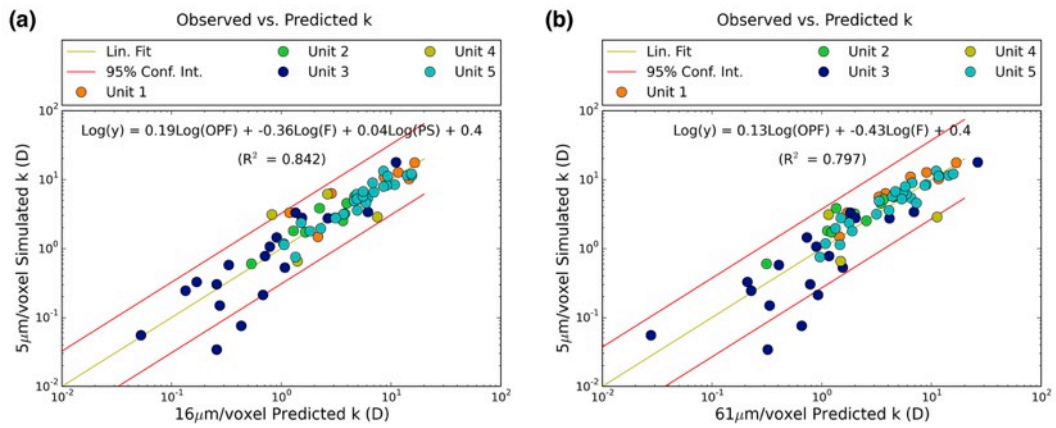 (a)
Observed vs. Predicted k
Lin. Fit
95% Conf. Int.
Unit 1
Unit 2
Unit 3
Unit 4
Unit 5
Log(y) = 0.19Log(OPF) + -0.36Log(F) + 0.04Log(PS) + 0.4
(R² = 0.842)
10²
10¹
10⁰
10⁻¹
10⁻²
5μm/voxel Simulated k (D)
10⁻² 10⁻¹ 10⁰ 10¹ 10²
16μm/voxel Predicted k (D)
(b)
Observed vs. Predicted k
Lin. Fit
95% Conf. Int.
Unit 1
Unit 2
Unit 3
Unit 4
Unit 5
Log(y) = 0.13Log(OPF) + -0.43Log(F) + 0.4
(R² = 0.797)
10²
10¹
10⁰
10⁻¹
10⁻²
5μm/voxel Simulated k (D)
10⁻² 10⁻¹ 10⁰ 10¹ 10²
61μm/voxel Predicted k (D)